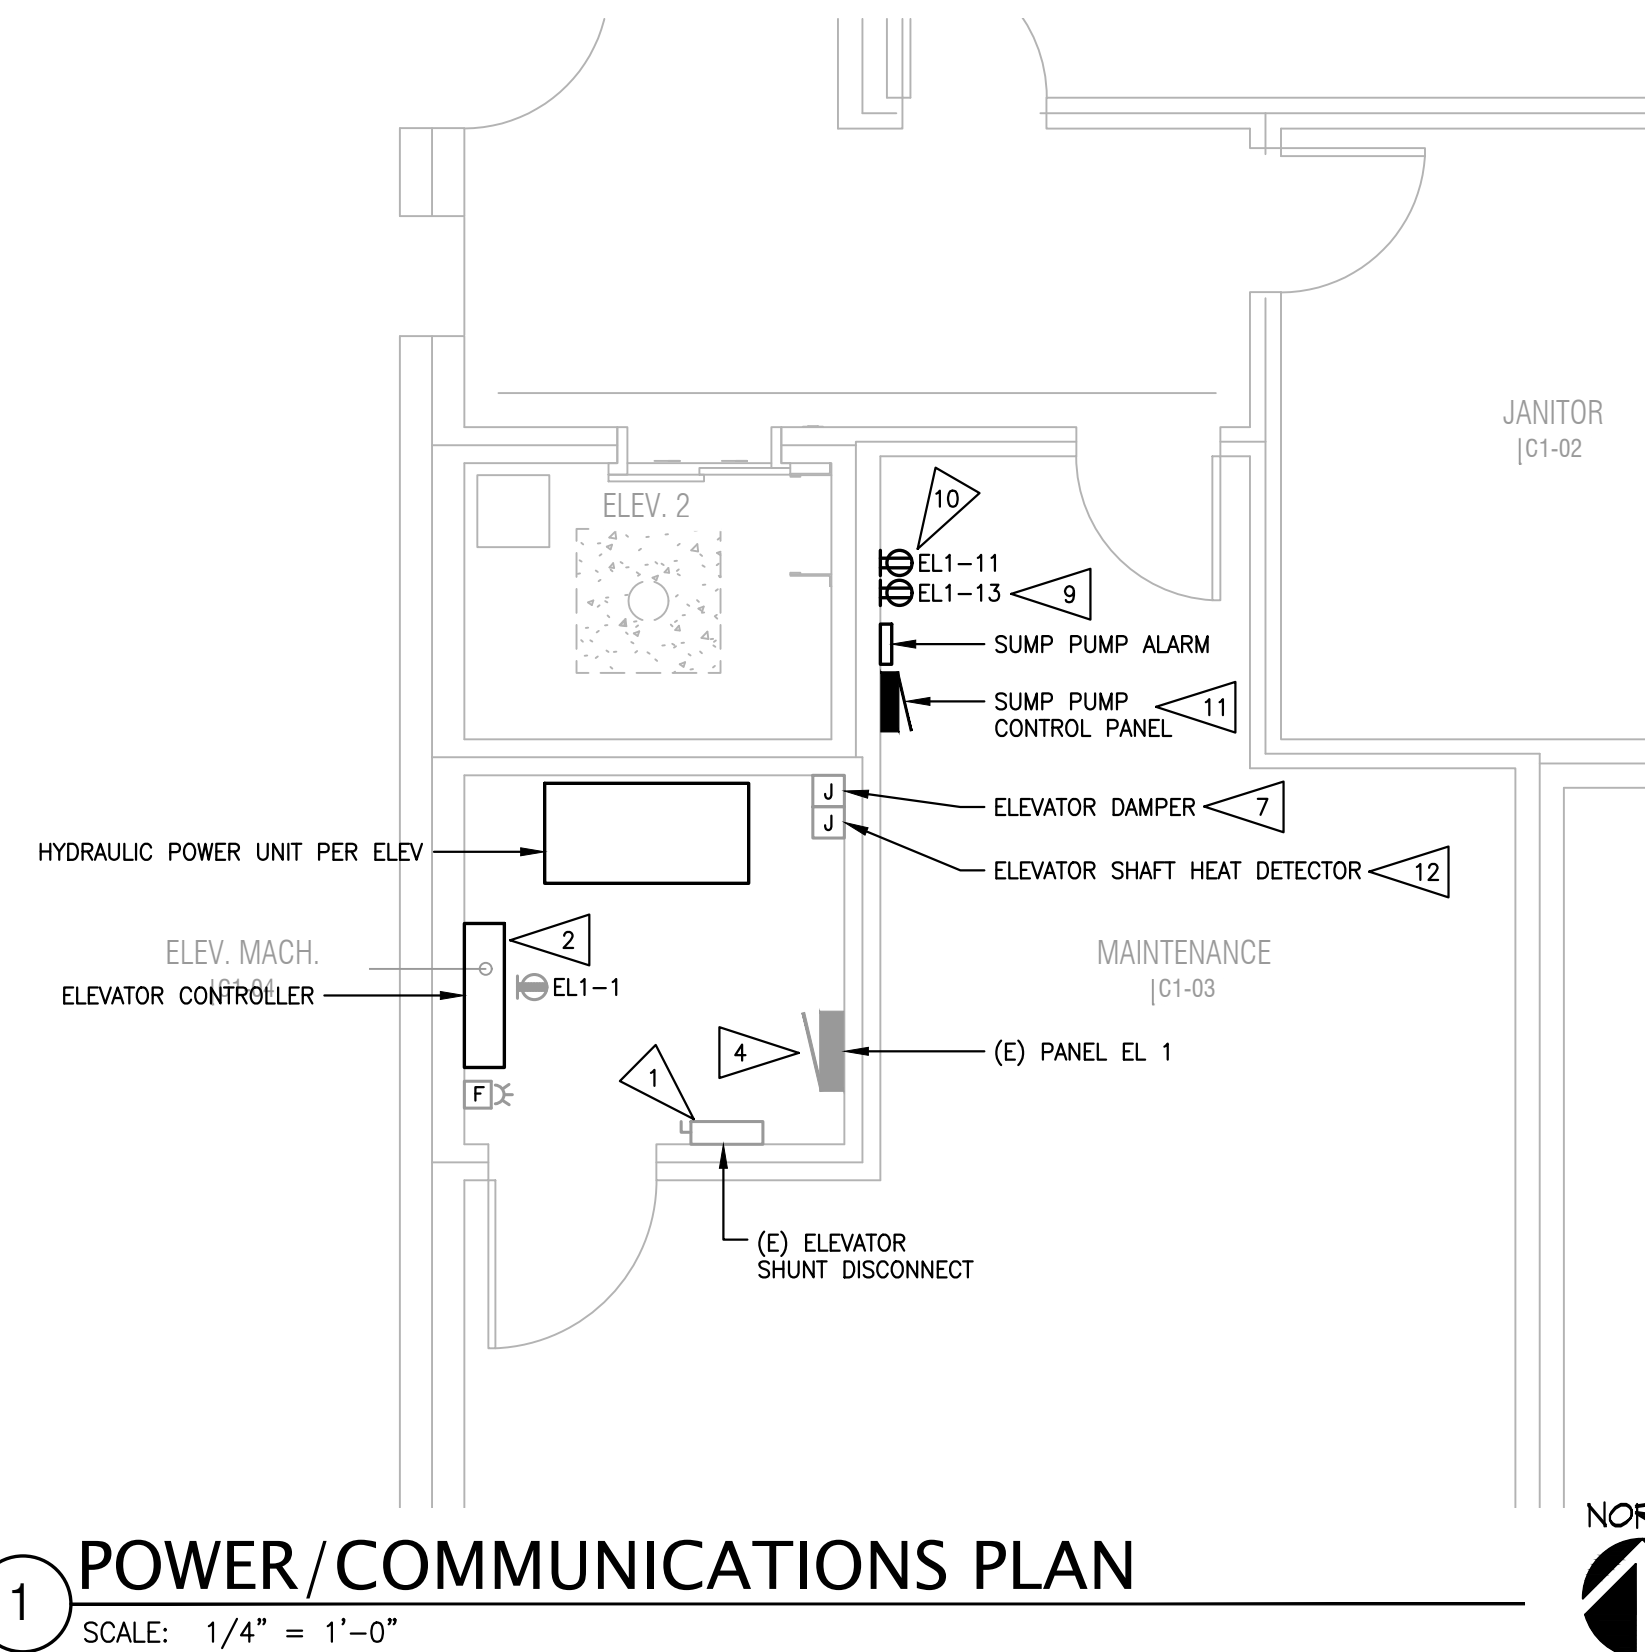 JANITOR
C1-02
ELEV. 2
10
EL1-11
EL1-13
9
SUMP PUMP ALARM
SUMP PUMP
CONTROL PANEL
11
J
ELEVATOR DAMPER
7
J
HYDRAULIC POWER UNIT PER ELEV
ELEVATOR SHAFT HEAT DETECTOR
12
2
ELEV. MACH.
C1-04
MAINTENANCE
C1-03
ELEVATOR CONTROLLER
EL1-1
4
(E) PANEL EL 1
1
F
(E) ELEVATOR
SHUNT DISCONNECT
1
POWER/COMMUNICATIONS PLAN
SCALE: 1/4" = 1'-0"